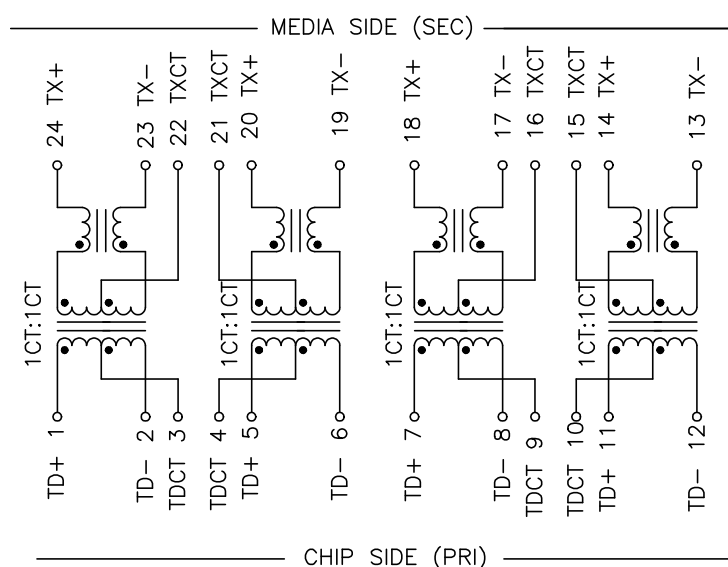 MEDIA SIDE (SEC)
24 TX+
23 TX-
22 TXCT
21 TXCT
20 TX+
19 TX-
18 TX+
17 TX-
16 TXCT
15 TXCT
14 TX+
13 TX-
1CT:1CT
1CT:1CT
1CT:1CT
1CT:1CT
TD+ 1
TD- 2
TDCT 3
TDCT 4
TD+ 5
TD- 6
TD+ 7
TD- 8
TDCT 9
TDCT 10
TD+ 11
TD- 12
CHIP SIDE (PRI)